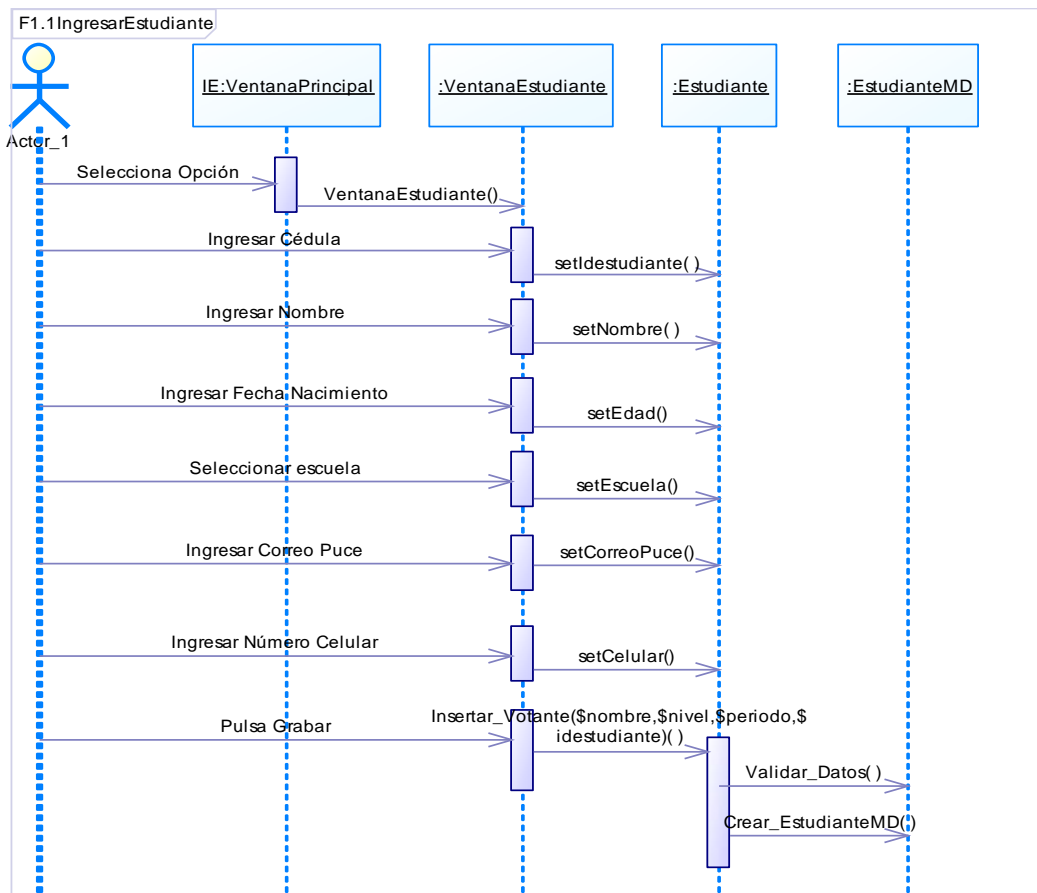 F1.1IngresarEstudiante
IE:VentanaPrincipal
:VentanaEstudiante
:Estudiante
:EstudianteMD
Actor_1
Selecciona Opción
VentanaEstudiante()
Ingresar Cédula
setIdestudiante( )
Ingresar Nombre
setNombre( )
Ingresar Fecha Nacimiento
setEdad()
Seleccionar escuela
setEscuela()
Ingresar Correo Puce
setCorreoPuce()
Ingresar Número Celular
setCelular()
Pulsa Grabar
Insertar_Votante($nombre,$nivel,$periodo,$
idestudiante)( )
Validar_Datos( )
Crear_EstudianteMD( )